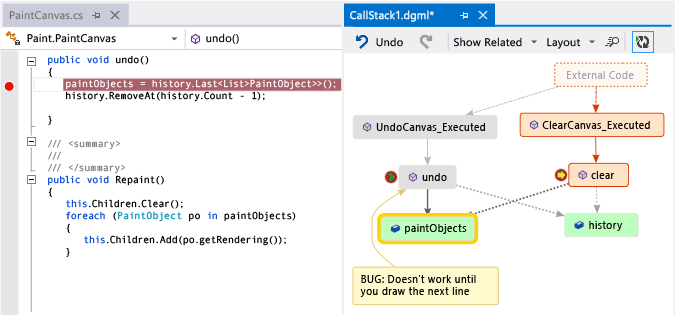 PaintCanvas.cs
Paint.PaintCanvas
undo()
public void undo()
{
paintObjects = history.Last<List>PaintObject>>();
history.RemoveAt(history.Count - 1);
}
/// <summary>
///
/// </summary>
public void Repaint()
{
this.Children.Clear();
foreach (PaintObject po in paintObjects)
{
this.Children.Add(po.getRendering());
}
CallStack1.dgml*
Undo
Show Related
Layout
External Code
UndoCanvas_Executed
ClearCanvas_Executed
undo
clear
paintObjects
history
BUG: Doesn't work until
you draw the next line